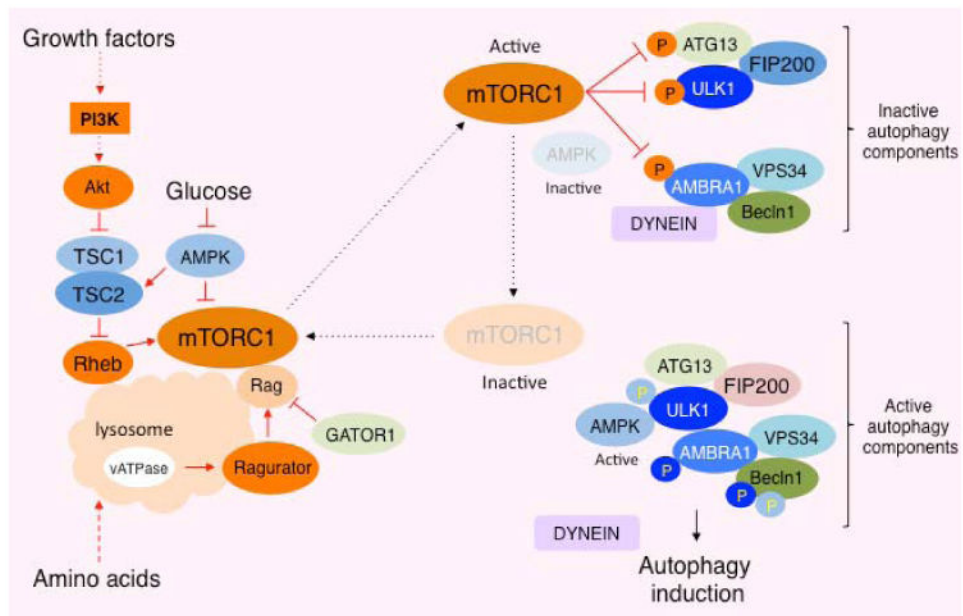 Growth factors
PI3K
Akt
TSC1
TSC2
Rheb
Glucose
AMPK
mTORC1
Rag
GATOR1
lysosome
vATPase
Ragurator
Amino acids
Active
mTORC1
AMPK
Inactive
mTORC1
Inactive
P
ATG13
FIP200
P
ULK1
P
AMBRA1
VPS34
Becln1
DYNEIN
Inactive
autophagy
components
ATG13
FIP200
P
ULK1
AMPK
Active
AMBRA1
VPS34
P
Becln1
P
P
DYNEIN
Autophagy
induction
Active
autophagy
components